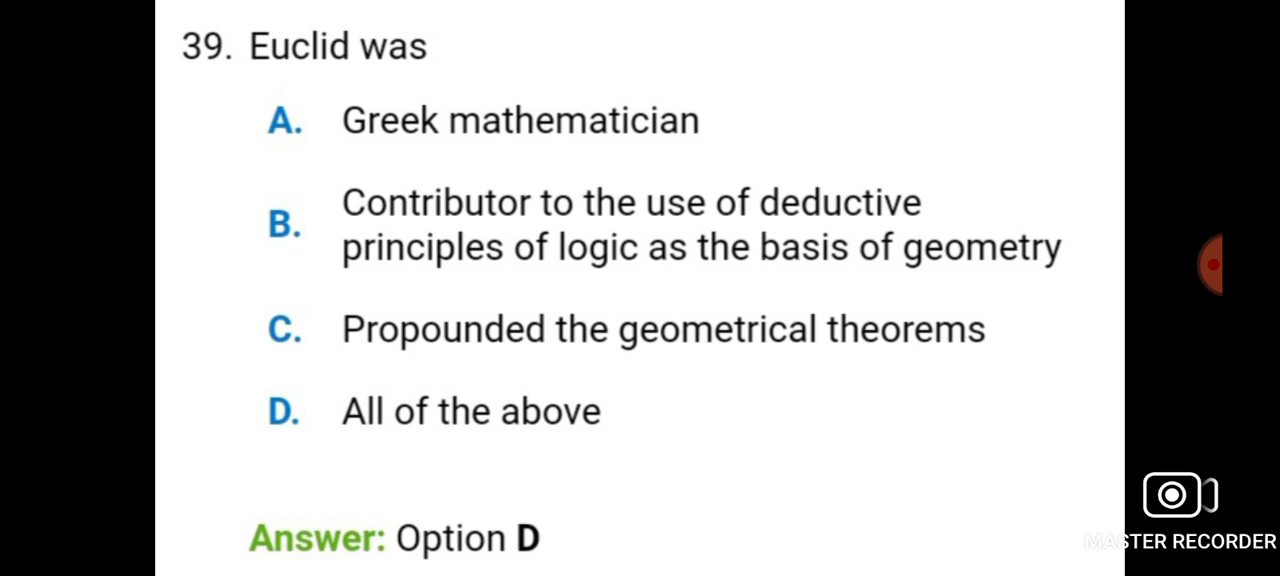 39. Euclid was
A. Greek mathematician
B. Contributor to the use of deductive
principles of logic as the basis of geometry
C. Propounded the geometrical theorems
D. All of the above
Answer: Option D
MASTER RECORDER